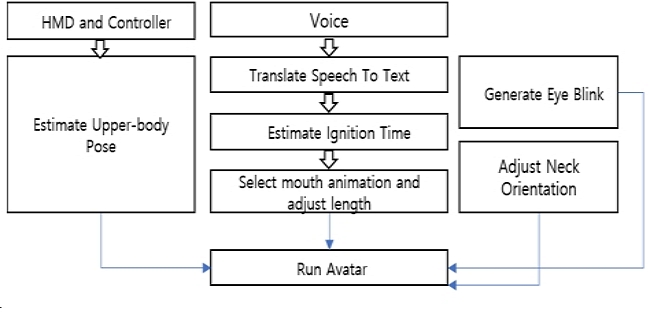 HMD and Controller
Estimate Upper-body
Pose
Voice
Translate Speech To Text
Estimate Ignition Time
Select mouth animation and
adjust length
Generate Eye Blink
Adjust Neck
Orientation
Run Avatar